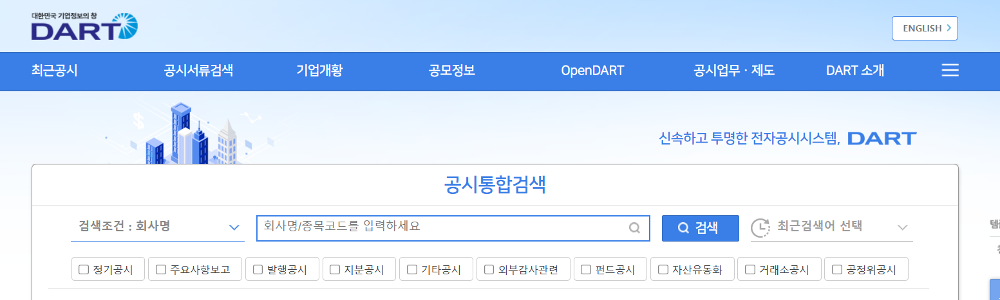 대한민국 기업정보의 창
DART
ENGLISH
최근공시 공시서류검색 기업개황 공모정보 OpenDART 공시업무 · 제도 DART 소개
신속하고 투명한 전자공시시스템, DART
공시통합검색
검색조건 : 회사명 회사명/종목코드를 입력하세요 검색 최근검색어 선택
정기공시 주요사항보고 발행공시 지분공시 기타공시 외부감사관련 펀드공시 자산유동화 거래소공시 공정위공시